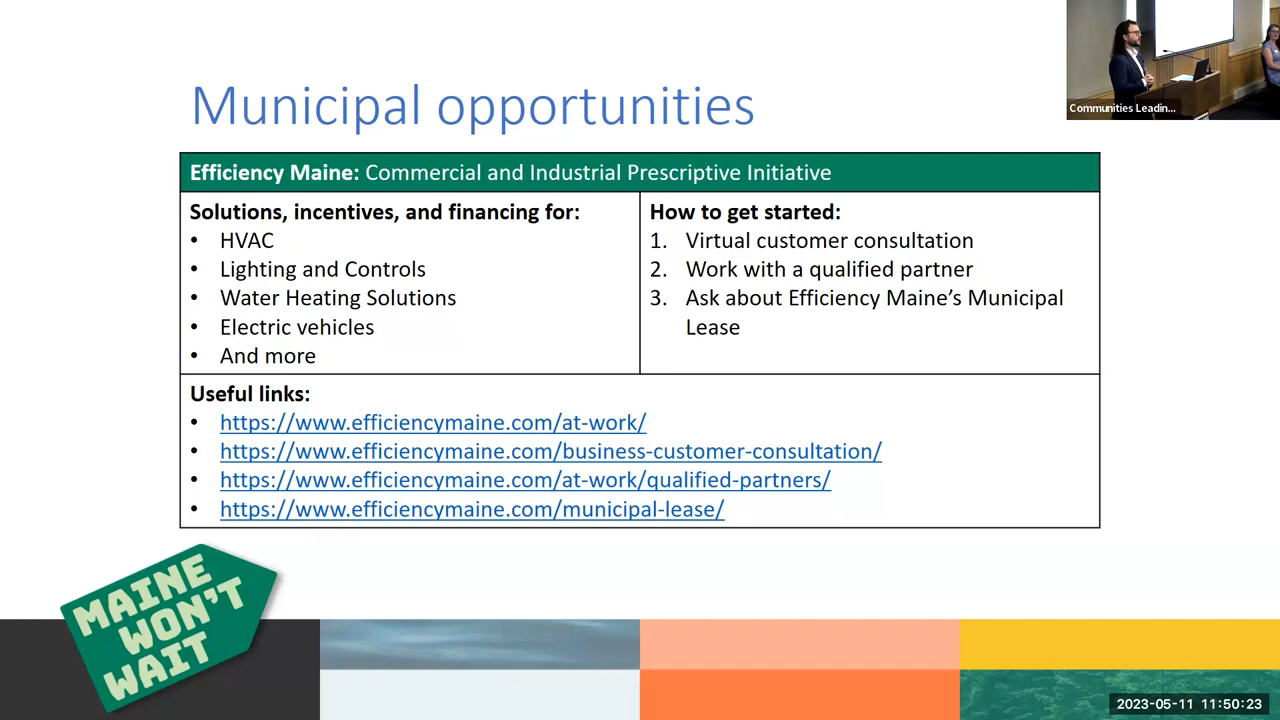 Communities Leadin...
Municipal opportunities
Efficiency Maine: Commercial and Industrial Prescriptive Initiative
Solutions, incentives, and financing for:
• HVAC
• Lighting and Controls
• Water Heating Solutions
• Electric vehicles
• And more
How to get started:
1. Virtual customer consultation
2. Work with a qualified partner
3. Ask about Efficiency Maine’s Municipal
Lease
Useful links:
• https://www.efficiencymaine.com/at-work/
• https://www.efficiencymaine.com/business-customer-consultation/
• https://www.efficiencymaine.com/at-work/qualified-partners/
• https://www.efficiencymaine.com/municipal-lease/
MAINE
WON’T
WAIT
2023-05-11 11:50:23